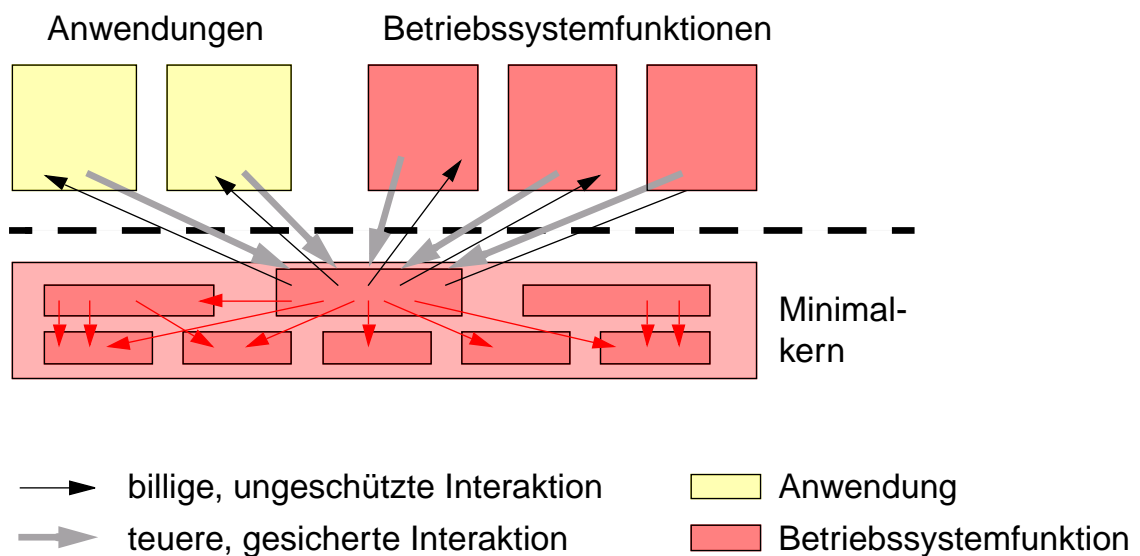 Anwendungen
Betriebssystemfunktionen
Minimal-
kern
billige, ungeschützte Interaktion
Anwendung
teuere, gesicherte Interaktion
Betriebssystemfunktion